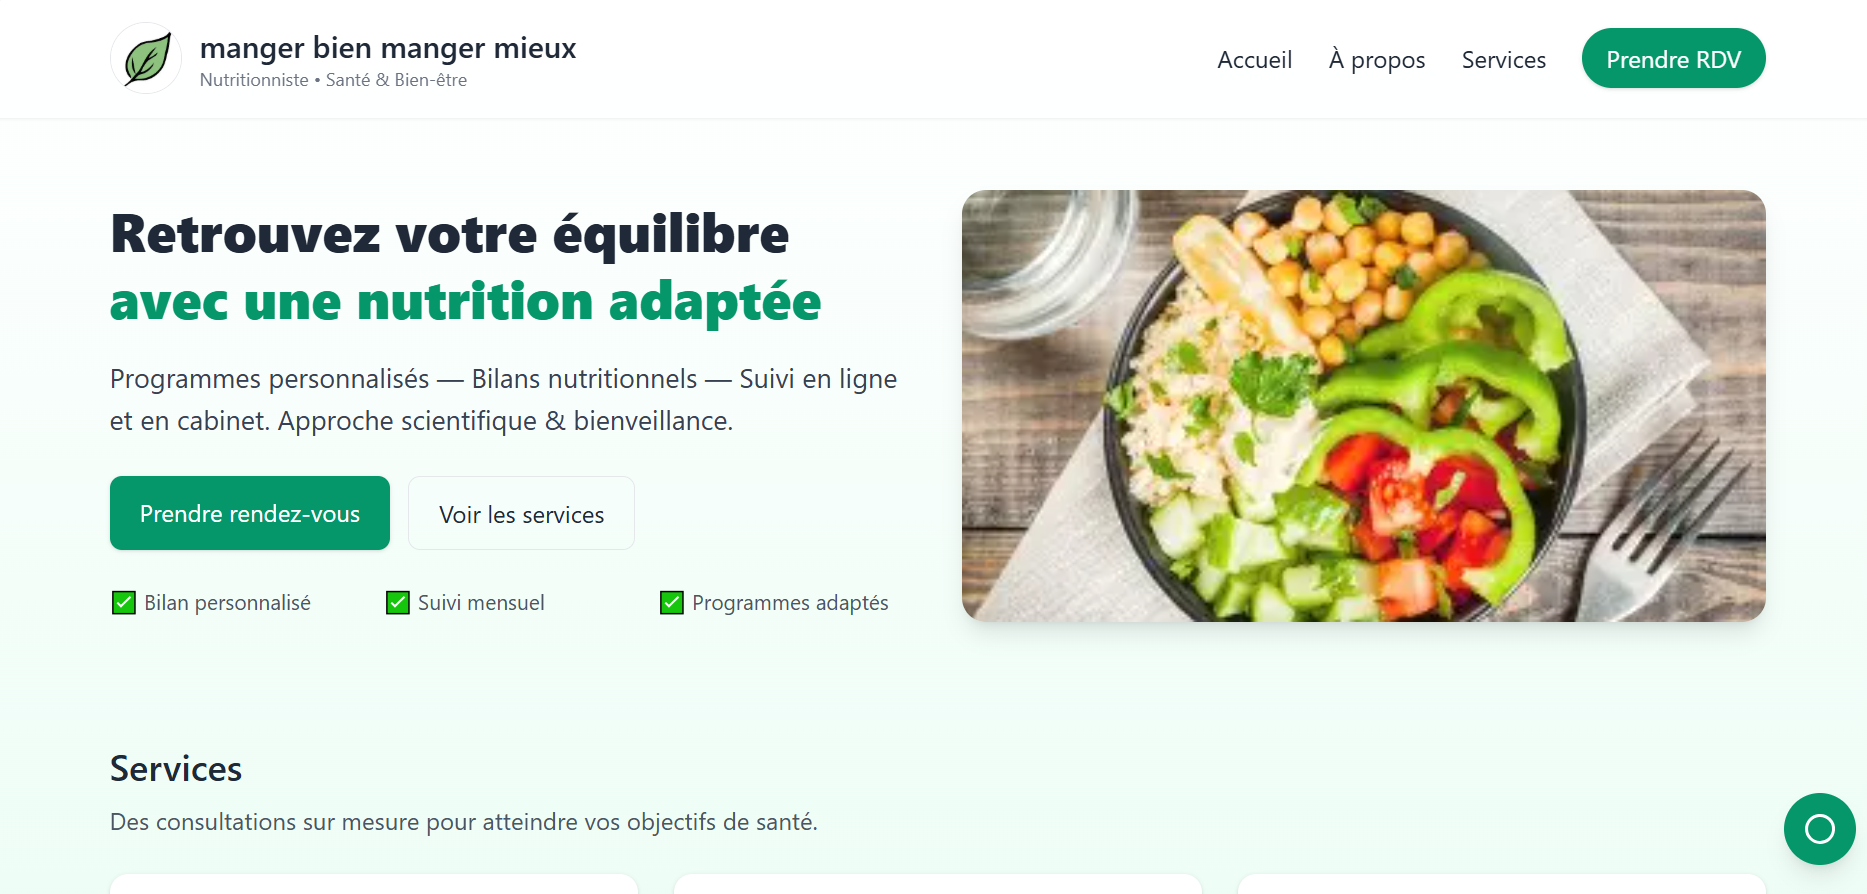 manger bien manger mieux
Nutritionniste • Santé & Bien-être
Accueil
À propos
Services
Prendre RDV
Retrouvez votre équilibre
avec une nutrition adaptée
Programmes personnalisés — Bilans nutritionnels — Suivi en ligne
et en cabinet. Approche scientifique & bienveillance.
Prendre rendez-vous
Voir les services
✅ Bilan personnalisé
✅ Suivi mensuel
✅ Programmes adaptés
Services
Des consultations sur mesure pour atteindre vos objectifs de santé.